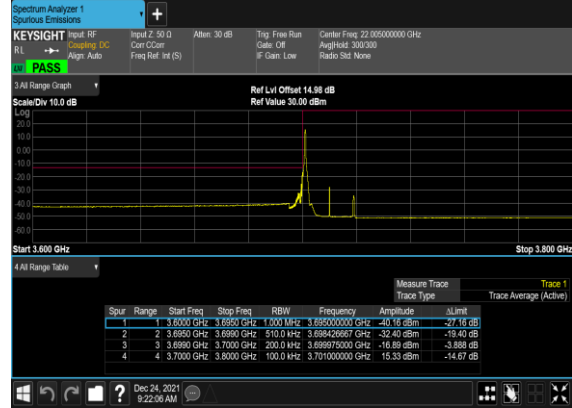 Spectrum Analyzer 1
Spurious Emissions
+
KEYSIGHT Input: RF Input Z: 50 Ω Atten: 30 dB Trig: Free Run Center Freq: 22.005000000 GHz
RL Coupling: DC Corr CCorr Gate: Off Avg|Hold: 300/300
Align: Auto Freq Ref: Int (S) IF Gain: Low Radio Std: None
PASS
3 All Range Graph
Ref Lvl Offset 14.98 dB
Scale/Div 10.0 dB Ref Value 30.00 dBm
Log
20.0
10.0
0.00
-10.0
-20.0
-30.0
-40.0
-50.0
-60.0
Start 3.600 GHz Stop 3.800 GHz
4 All Range Table
Measure Trace Trace 1
Trace Type Trace Average (Active)
Spur Range Start Freq Stop Freq RBW Frequency Amplitude ΔLimit
1 1 3.6000 GHz 3.6950 GHz 1.000 MHz 3.695000000 GHz -40.16 dBm -27.16 dB
2 2 3.6950 GHz 3.6990 GHz 510.0 kHz 3.698426667 GHz -32.40 dBm -19.40 dB
3 3 3.6990 GHz 3.7000 GHz 200.0 kHz 3.699975000 GHz -16.89 dBm -3.888 dB
4 4 3.7000 GHz 3.8000 GHz 100.0 kHz 3.701000000 GHz 15.33 dBm -14.67 dB
? Dec 24, 2021
9:22:06 AM